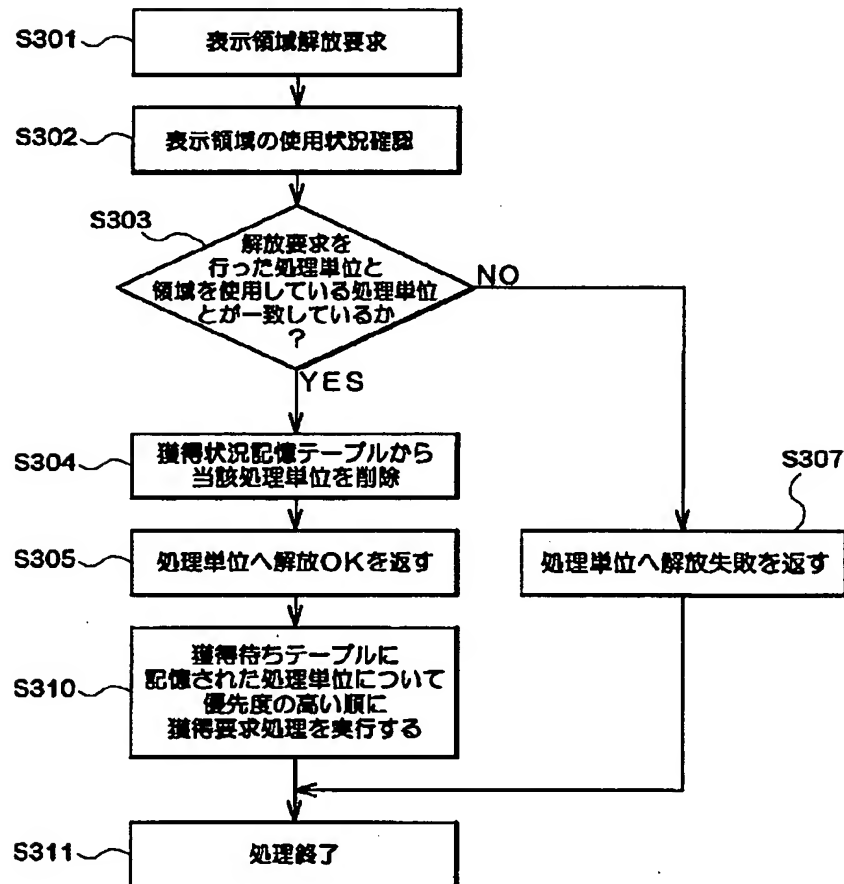 S301
表示領域解放要求
S302
表示領域の使用状況確認
S303
解放要求を
行った処理単位と
領域を使用している処理単位
とが一致しているか
?
NO
YES
S304
獲得状況記憶テーブルから
当該処理単位を削除
S307
S305
処理単位へ解放OKを返す
処理単位へ解放失敗を返す
S310
獲得待ちテーブルに
記憶された処理単位について
優先度の高い順に
獲得要求処理を実行する
S311
処理終了